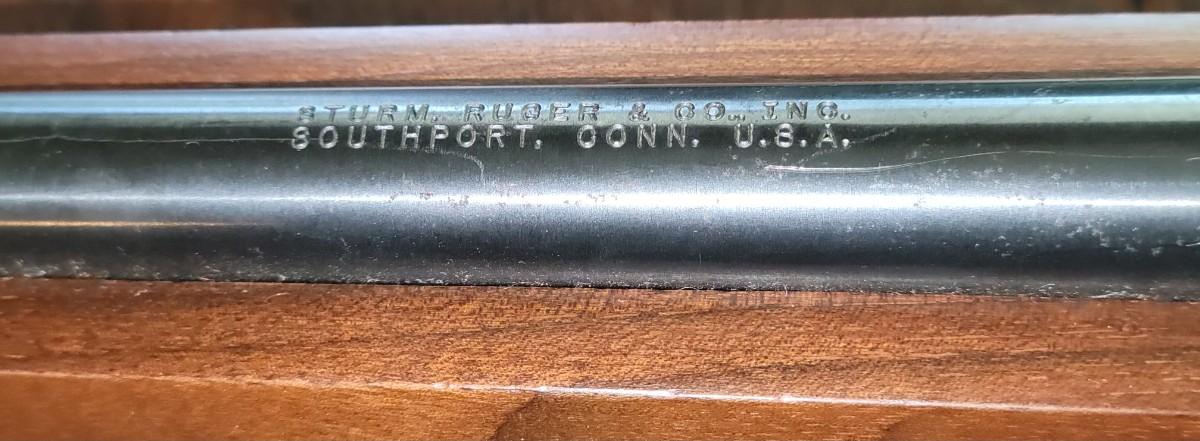 STURM, RUGER & CO., INC.
SOUTHPORT, CONN. U.S.A.